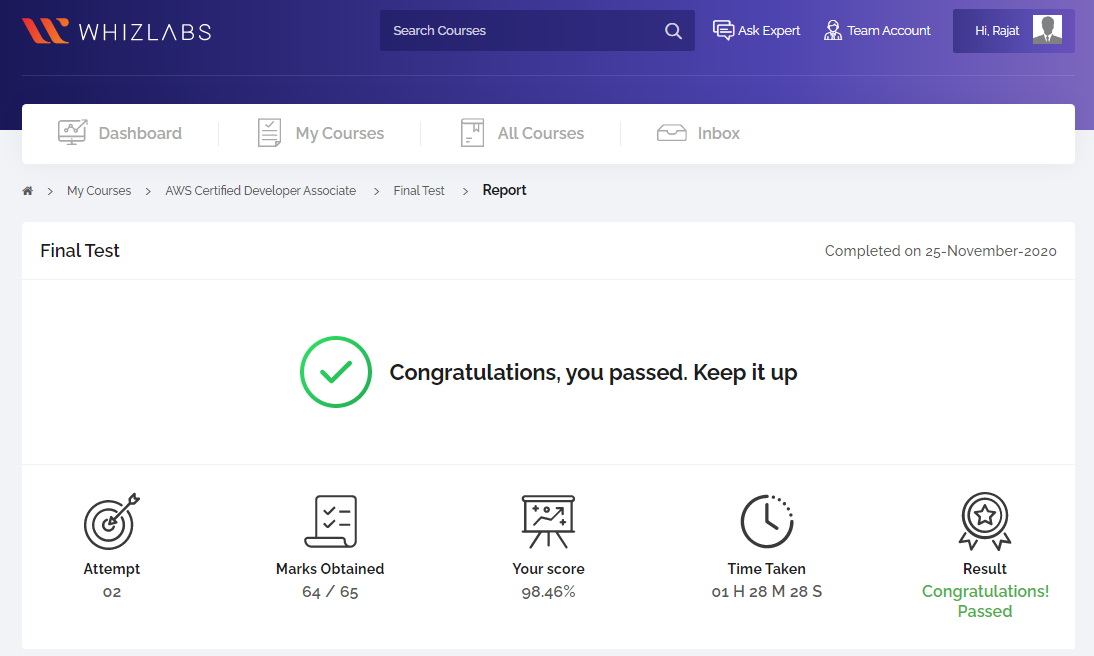 WHIZLABS
Search Courses
Ask Expert
Team Account
Hi, Rajat
Dashboard
My Courses
All Courses
Inbox
My Courses > AWS Certified Developer Associate > Final Test > Report
Final Test
Completed on 25-November-2020
Congratulations, you passed. Keep it up
Attempt
02
Marks Obtained
64 / 65
Your score
98.46%
Time Taken
01 H 28 M 28 S
Result
Congratulations!
Passed